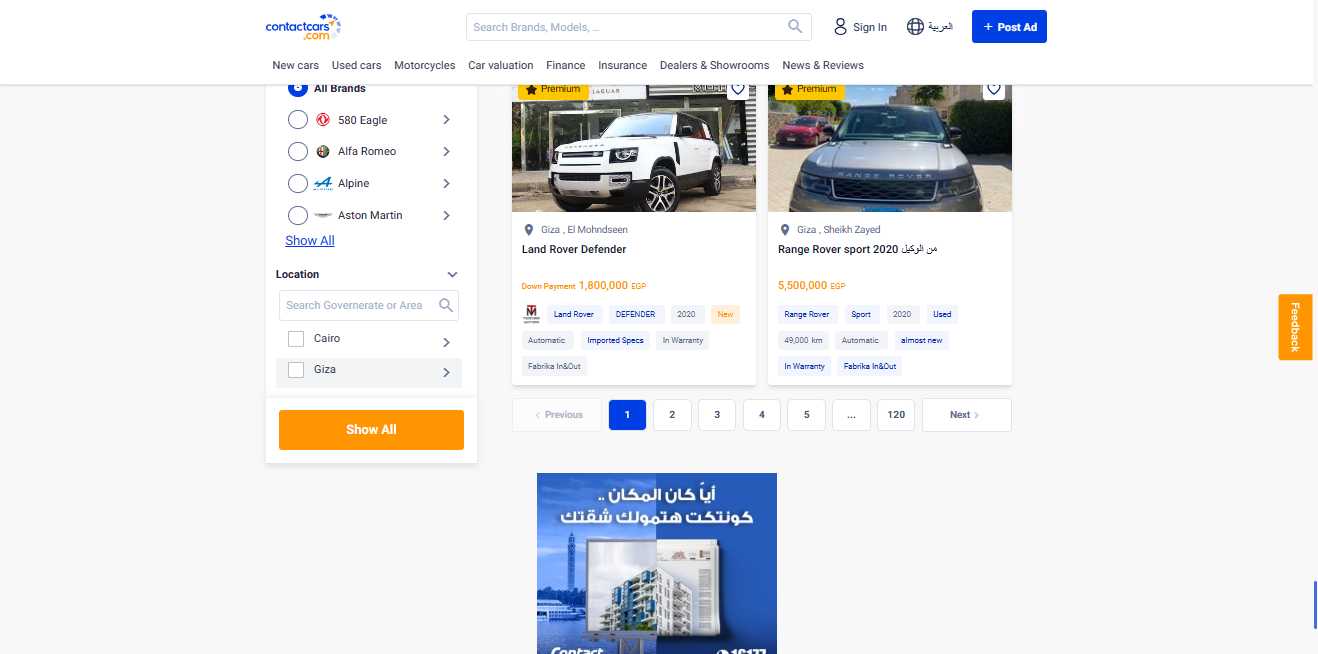 contactcars
.com
Search Brands, Models, ...
Sign In
العربية
+ Post Ad
New cars
Used cars
Motorcycles
Car valuation
Finance
Insurance
Dealers & Showrooms
News & Reviews
All Brands
580 Eagle
Alfa Romeo
Alpine
Aston Martin
Show All
Location
Search Governerate or Area
Cairo
Giza
Show All
Premium
JAGUAR
Giza , El Mohndseen
Land Rover Defender
Down Payment 1,800,000 EGP
Land Rover
DEFENDER
2020
New
Automatic
Imported Specs
In Warranty
Fabrika In&Out
Premium
RANGE ROVER
Giza , Sheikh Zayed
Range Rover sport 2020 من الوكيل
5,500,000 EGP
Range Rover
Sport
2020
Used
49,000 km
Automatic
almost new
In Warranty
Fabrika In&Out
Previous
1
2
3
4
5
...
120
Next
Feedback
أياً كان المكان ..
كونتكت هتمولك شقتك
Contact
16177